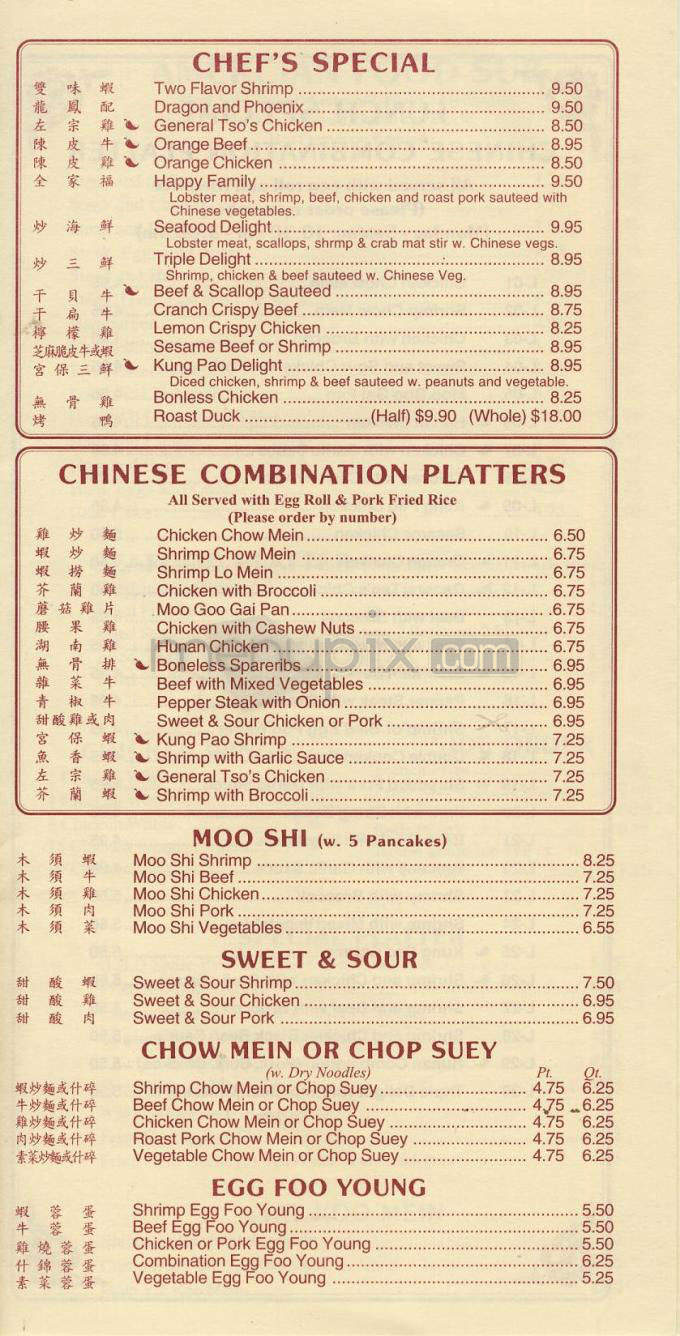 CHEF'S SPECIAL
雙味蝦 Two Flavor Shrimp 9.50
龍鳳配 Dragon and Phoenix 9.50
左宗雞 General Tso's Chicken 8.50
陳皮牛 Orange Beef 8.95
陳皮雞 Orange Chicken 8.50
全家福 Happy Family 9.50
Lobster meat, shrimp, beef, chicken and roast pork sauteed with
Chinese vegetables.
炒海鮮 Seafood Delight 9.95
Lobster meat, scallops, shrmp & crab mat stir w. Chinese vegs.
炒三鮮 Triple Delight 8.95
Shrimp, chicken & beef sauteed w. Chinese Veg.
干貝牛 Beef & Scallop Sauteed 8.95
干扁牛 Cranch Crispy Beef 8.75
檸檬雞 Lemon Crispy Chicken 8.25
芝麻脆皮牛或蝦 Sesame Beef or Shrimp 8.95
宮保三鮮 Kung Pao Delight 8.95
Diced chicken, shrimp & beef sauteed w. peanuts and vegetable.
無骨雞 Bonless Chicken 8.25
烤鴨 Roast Duck (Half) $9.90 (Whole) $18.00
CHINESE COMBINATION PLATTERS
All Served with Egg Roll & Pork Fried Rice
(Please order by number)
雞炒麵 Chicken Chow Mein 6.50
蝦炒麵 Shrimp Chow Mein 6.75
蝦撈麵 Shrimp Lo Mein 6.75
芥蘭雞 Chicken with Broccoli 6.75
蘑菇雞片 Moo Goo Gai Pan 6.75
腰果雞 Chicken with Cashew Nuts 6.75
湖南雞 Hunan Chicken 6.75
無骨排 Boneless Spareribs 6.95
雜菜牛 Beef with Mixed Vegetables 6.95
青椒牛 Pepper Steak with Onion 6.95
甜酸雞或肉 Sweet & Sour Chicken or Pork 6.95
宮保蝦 Kung Pao Shrimp 7.25
魚香蝦 Shrimp with Garlic Sauce 7.25
左宗雞 General Tso's Chicken 7.25
芥蘭蝦 Shrimp with Broccoli 7.25
menupix.com
MOO SHI (w. 5 Pancakes)
木須蝦 Moo Shi Shrimp 8.25
木須牛 Moo Shi Beef 7.25
木須雞 Moo Shi Chicken 7.25
木須肉 Moo Shi Pork 7.25
木須菜 Moo Shi Vegetables 6.55
SWEET & SOUR
甜酸蝦 Sweet & Sour Shrimp 7.50
甜酸雞 Sweet & Sour Chicken 6.95
甜酸肉 Sweet & Sour Pork 6.95
CHOW MEIN OR CHOP SUEY
(w. Dry Noodles) Pt. Qt.
蝦炒麵或什碎 Shrimp Chow Mein or Chop Suey 4.75 6.25
牛炒麵或什碎 Beef Chow Mein or Chop Suey 4.75 6.25
雞炒麵或什碎 Chicken Chow Mein or Chop Suey 4.75 6.25
肉炒麵或什碎 Roast Pork Chow Mein or Chop Suey 4.75 6.25
素菜炒麵或什碎 Vegetable Chow Mein or Chop Suey 4.75 6.25
EGG FOO YOUNG
蝦蓉蛋 Shrimp Egg Foo Young 5.50
牛蓉蛋 Beef Egg Foo Young 5.50
雞燒蓉蛋 Chicken or Pork Egg Foo Young 5.50
什錦蓉蛋 Combination Egg Foo Young 6.25
素菜蓉蛋 Vegetable Egg Foo Young 5.25